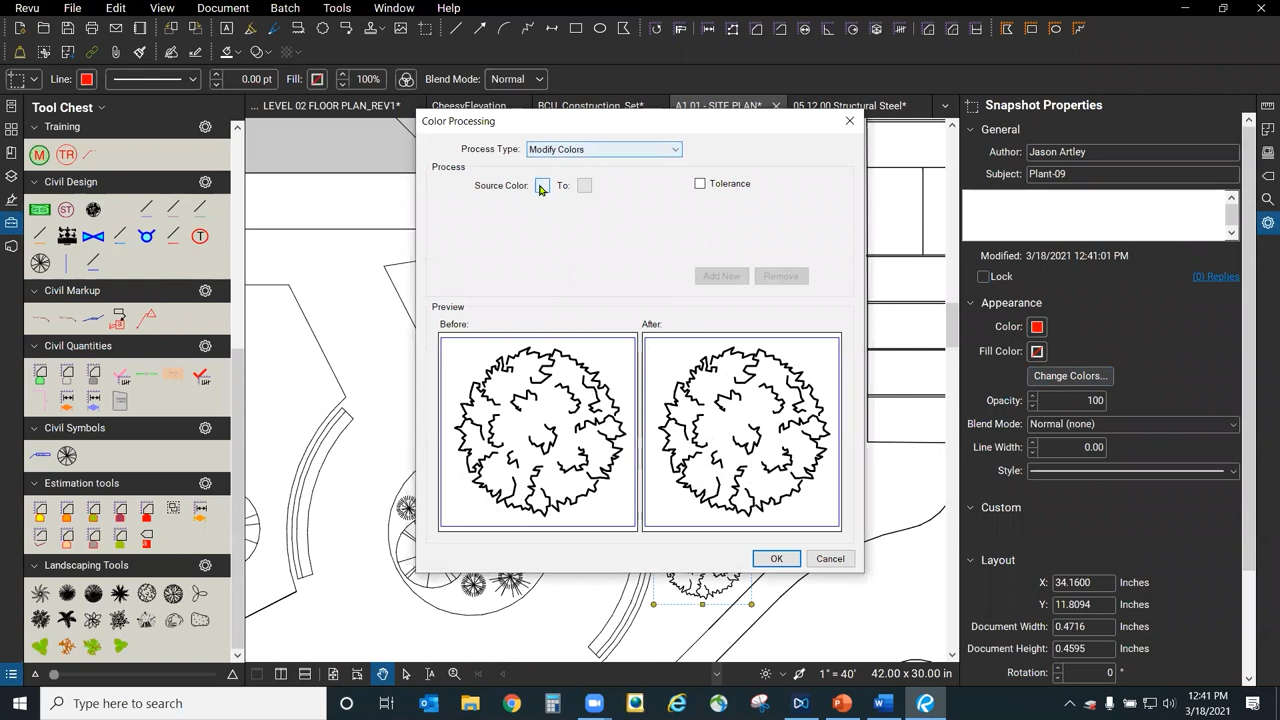 Revu File Edit View Document Batch Tools Window Help
Line: 0.00 pt Fill: 100% Blend Mode: Normal
Tool Chest
... LEVEL 02 FLOOR PLAN_REV1* CheesyElevation BCU_Construction_Set* A1.01 - SITE PLAN* 05 12 00 Structural Steel*
Training
M TR
Civil Design
ST
T
Civil Markup
Civil Quantities
Civil Symbols
Estimation tools
Landscaping Tools
Color Processing
Process Type: Modify Colors
Process
Source Color: To: Tolerance
Add New Remove
Preview
Before: After:
OK Cancel
Snapshot Properties
General
Author: Jason Artley
Subject: Plant-09
Modified: 3/18/2021 12:41:01 PM
Lock (0) Replies
Appearance
Color:
Fill Color:
Change Colors...
Opacity: 100
Blend Mode: Normal (none)
Line Width: 0.00
Style:
Custom
Layout
X: 34.1600 Inches
Y: 11.8094 Inches
Document Width: 0.4716 Inches
Document Height: 0.4595 Inches
Rotation: 0 °
1" = 40' 42.00 x 30.00 in
Type here to search
12:41 PM
3/18/2021